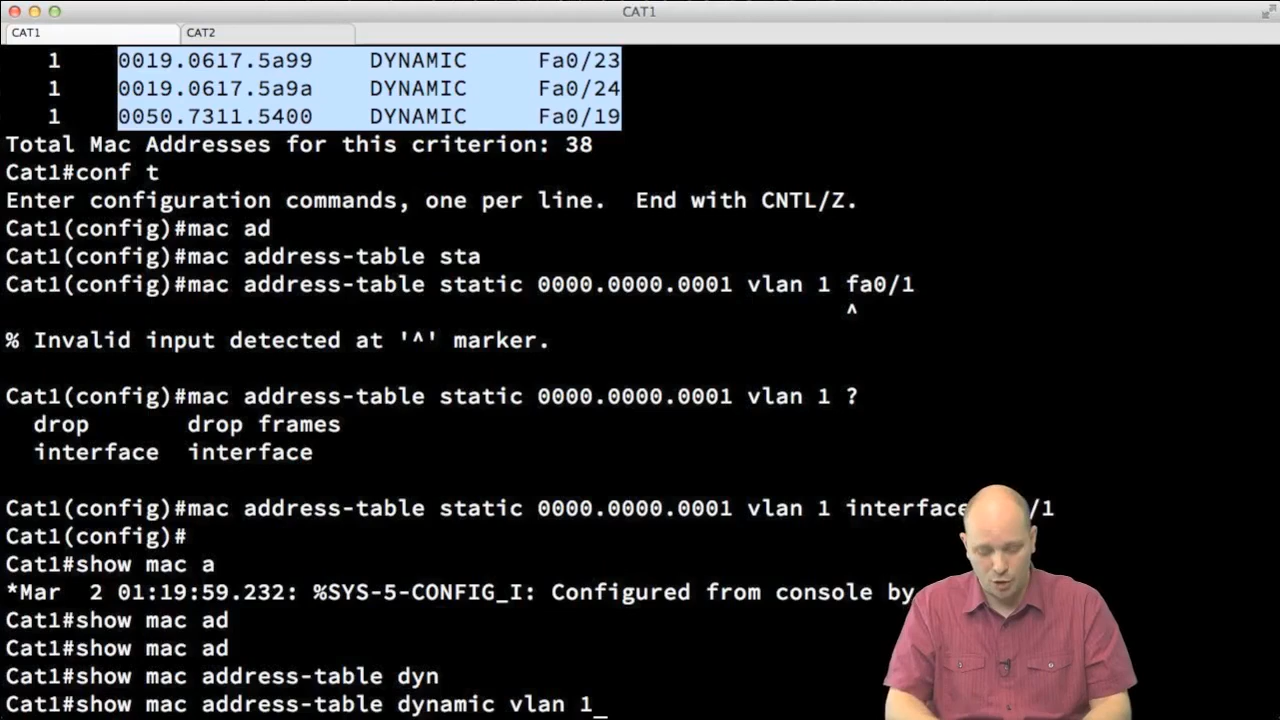 CAT1
CAT1 CAT2
1 0019.0617.5a99 DYNAMIC Fa0/23
1 0019.0617.5a9a DYNAMIC Fa0/24
1 0050.7311.5400 DYNAMIC Fa0/19
Total Mac Addresses for this criterion: 38
Cat1#conf t
Enter configuration commands, one per line.  End with CNTL/Z.
Cat1(config)#mac ad
Cat1(config)#mac address-table sta
Cat1(config)#mac address-table static 0000.0000.0001 vlan 1 fa0/1
^
% Invalid input detected at '^' marker.
Cat1(config)#mac address-table static 0000.0000.0001 vlan 1 ?
drop drop frames
interface interface
Cat1(config)#mac address-table static 0000.0000.0001 vlan 1 interface /1
Cat1(config)#
Cat1#show mac a
*Mar  2 01:19:59.232: %SYS-5-CONFIG_I: Configured from console by
Cat1#show mac ad
Cat1#show mac ad
Cat1#show mac address-table dyn
Cat1#show mac address-table dynamic vlan 1_